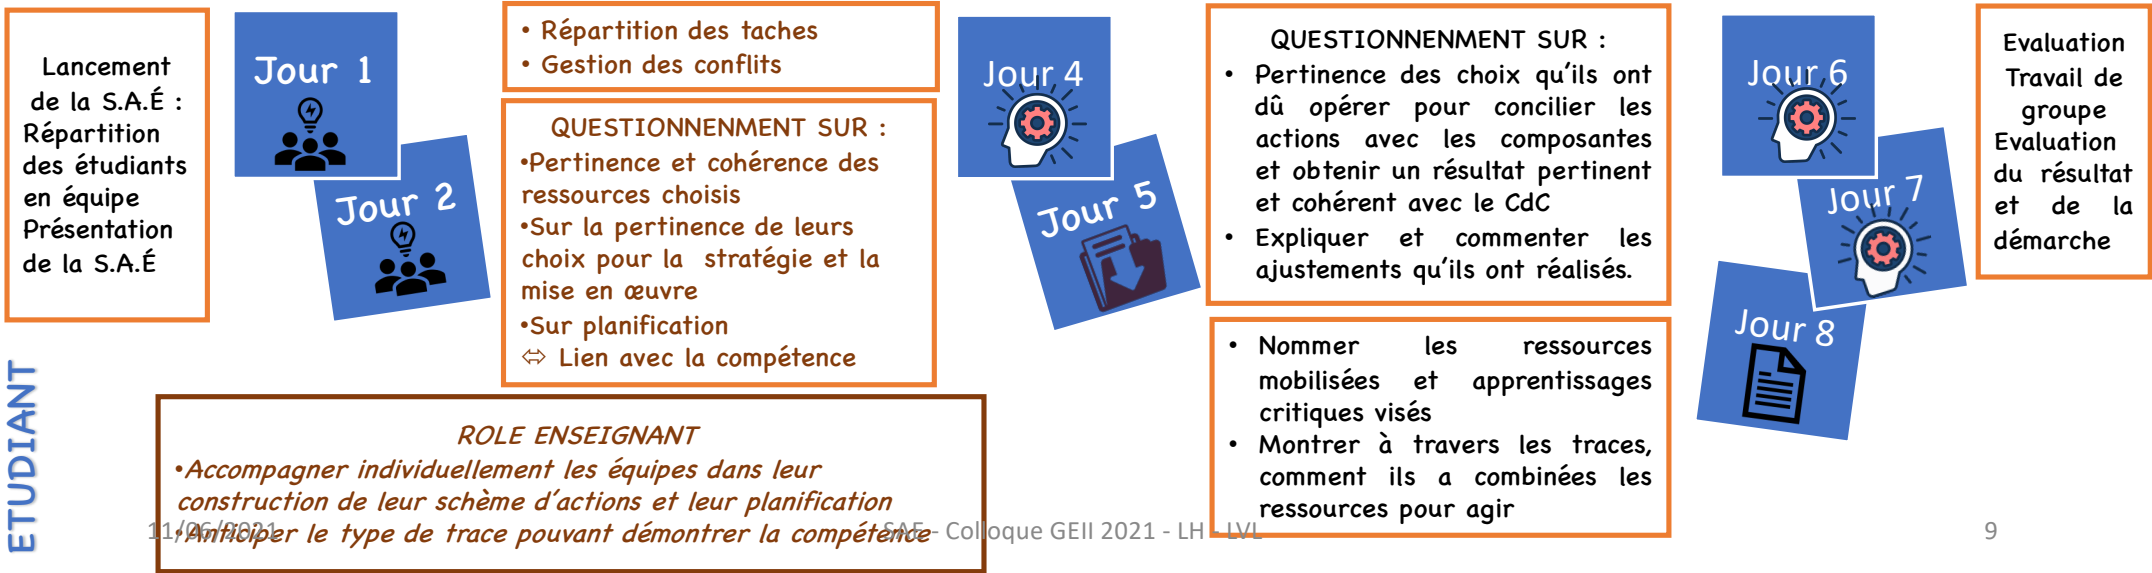 Lancement
de la S.A.É :
Répartition
des étudiants
en équipe
Présentation
de la S.A.É
Jour 1
Jour 2
• Répartition des taches
• Gestion des conflits
QUESTIONNENMENT SUR :
•Pertinence et cohérence des
ressources choisis
•Sur la pertinence de leurs
choix pour la stratégie et la
mise en œuvre
•Sur planification
⬄ Lien avec la compétence
Jour 4
Jour 5
QUESTIONNENMENT SUR :
• Pertinence des choix qu'ils ont
dû opérer pour concilier les
actions avec les composantes
et obtenir un résultat pertinent
et cohérent avec le CdC
• Expliquer et commenter les
ajustements qu'ils ont réalisés.
• Nommer les ressources
mobilisées et apprentissages
critiques visés
• Montrer à travers les traces,
comment ils a combinées les
ressources pour agir
Jour 6
Jour 7
Jour 8
Evaluation
Travail de
groupe
Evaluation
du résultat
et de la
démarche
ETUDIANT
ROLE ENSEIGNANT
•Accompagner individuellement les équipes dans leur
construction de leur schème d'actions et leur planification
•Anticiper le type de trace pouvant démontrer la compétence
11/06/2021
SAE - Colloque GEII 2021 - LH - LVL
9